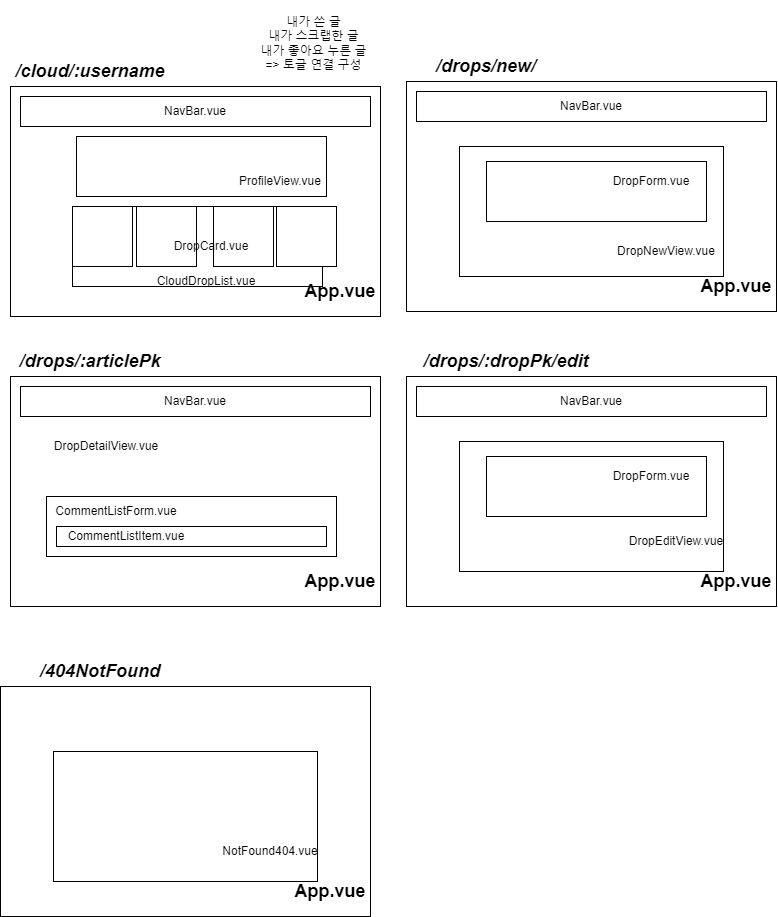 내가 쓴 글
내가 스크랩한 글
내가 좋아요 누른 글
=> 토글 연결 구성
/cloud/:username
NavBar.vue
ProfileView.vue
DropCard.vue
CloudDropList.vue
App.vue
/drops/new/
NavBar.vue
DropForm.vue
DropNewView.vue
App.vue
/drops/:articlePk
NavBar.vue
DropDetailView.vue
CommentListForm.vue
CommentListItem.vue
App.vue
/drops/:dropPk/edit
NavBar.vue
DropForm.vue
DropEditView.vue
App.vue
/404NotFound
NotFound404.vue
App.vue